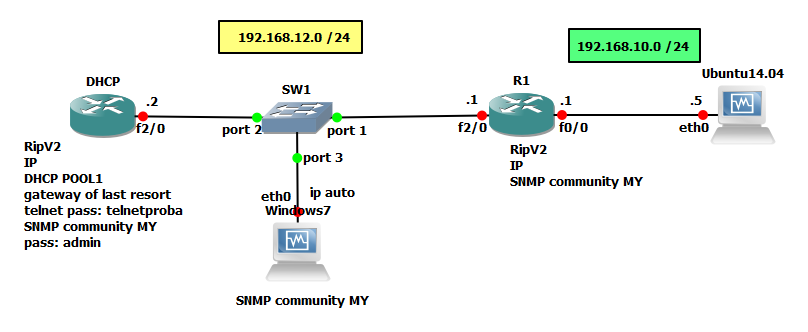 192.168.12.0 /24
192.168.10.0 /24
DHCP
SW1
R1
Ubuntu14.04
.2
.1
.1
.5
f2/0
port 2
port 1
f2/0
f0/0
eth0
RipV2
IP
DHCP POOL1
gateway of last resort
telnet pass: telnetproba
SNMP community MY
pass: admin
port 3
eth0
ip auto
Windows7
SNMP community MY
RipV2
IP
SNMP community MY